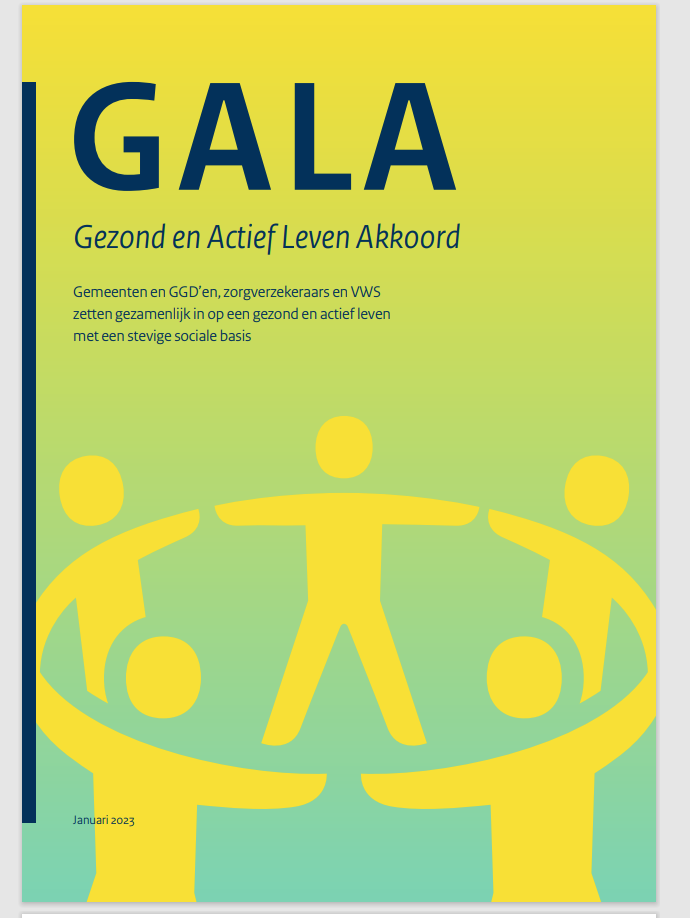 GALA
Gezond en Actief Leven Akkoord
Gemeenten en GGD’en, zorgverzekeraars en VWS
zetten gezamenlijk in op een gezond en actief leven
met een stevige sociale basis
Januari 2023